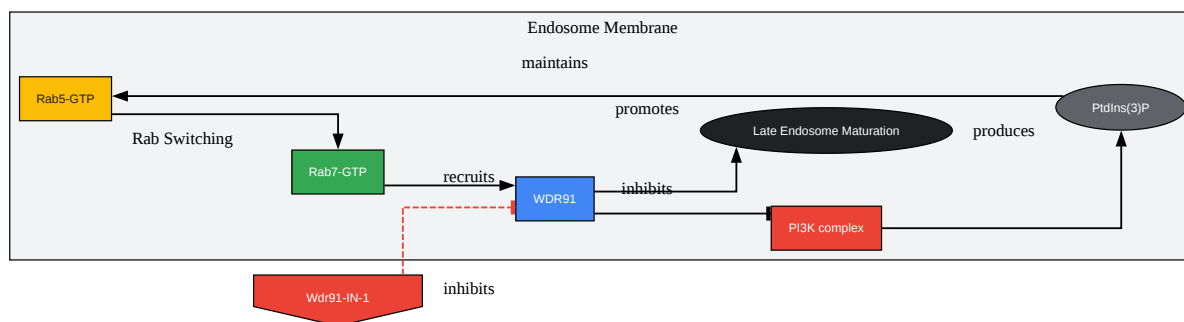 Endosome Membrane
maintains
Rab5-GTP
promotes
PtdIns(3)P
Rab Switching
Late Endosome Maturation
produces
Rab7-GTP
recruits
WDR91
inhibits
PI3K complex
Wdr91-IN-1
inhibits